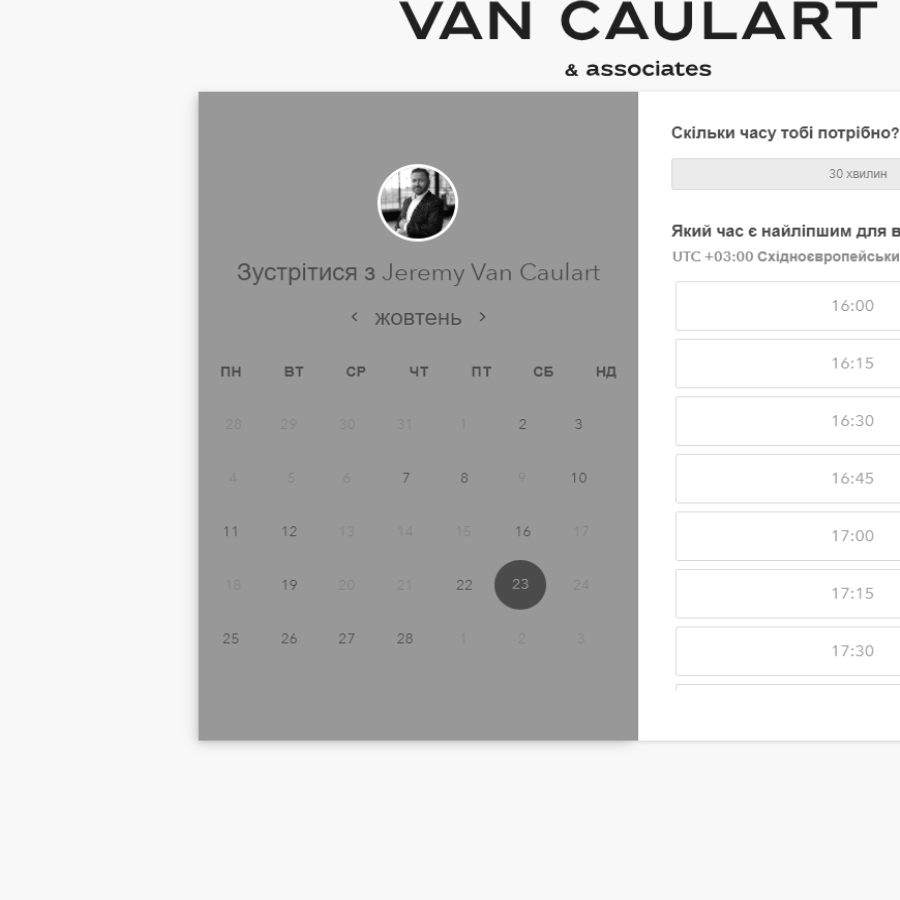 VAN CAULART
& associates
Зустрітися з Jeremy Van Caulart
< жовтень >
ПН ВТ СР ЧТ ПТ СБ НД
28 29 30 31 1 2 3
4 5 6 7 8 9 10
11 12 13 14 15 16 17
18 19 20 21 22 23 24
25 26 27 28 1 2 3
Скільки часу тобі потрібно?
30 хвилин
Який час є найліпшим для в
UTC +03:00 Східноєвропейськи
16:00
16:15
16:30
16:45
17:00
17:15
17:30